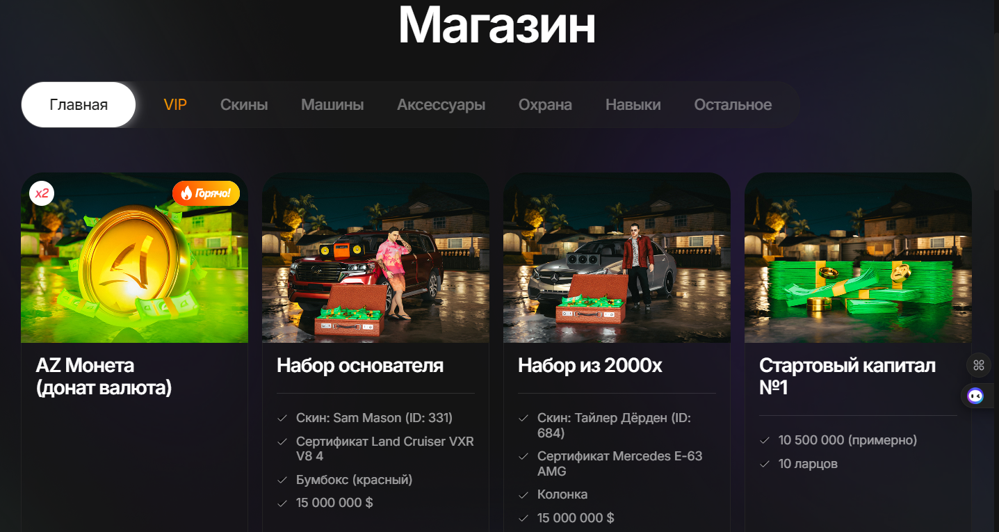 Магазин
Главная
VIP
Скины
Машины
Аксессуары
Охрана
Навыки
Остальное
x2
Горячо!
AZ Монета
(донат валюта)
Набор основателя
Скин: Sam Mason (ID: 331)
Сертификат Land Cruiser VXR
V8 4
Бумбокс (красный)
15 000 000 $
Набор из 2000х
Скин: Тайлер Дёрден (ID:
684)
Сертификат Mercedes E-63
AMG
Колонка
15 000 000 $
Стартовый капитал
№1
10 500 000 (примерно)
10 ларцов